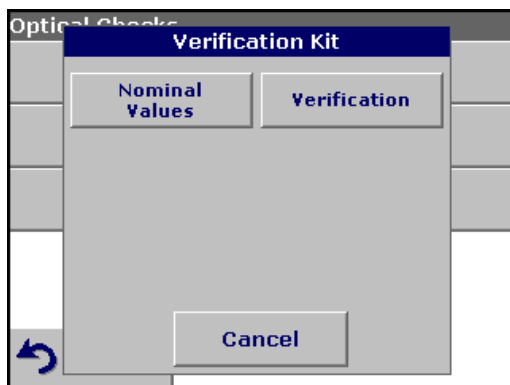 Optical Checks
Verification Kit
Nominal
Values
Verification
Cancel